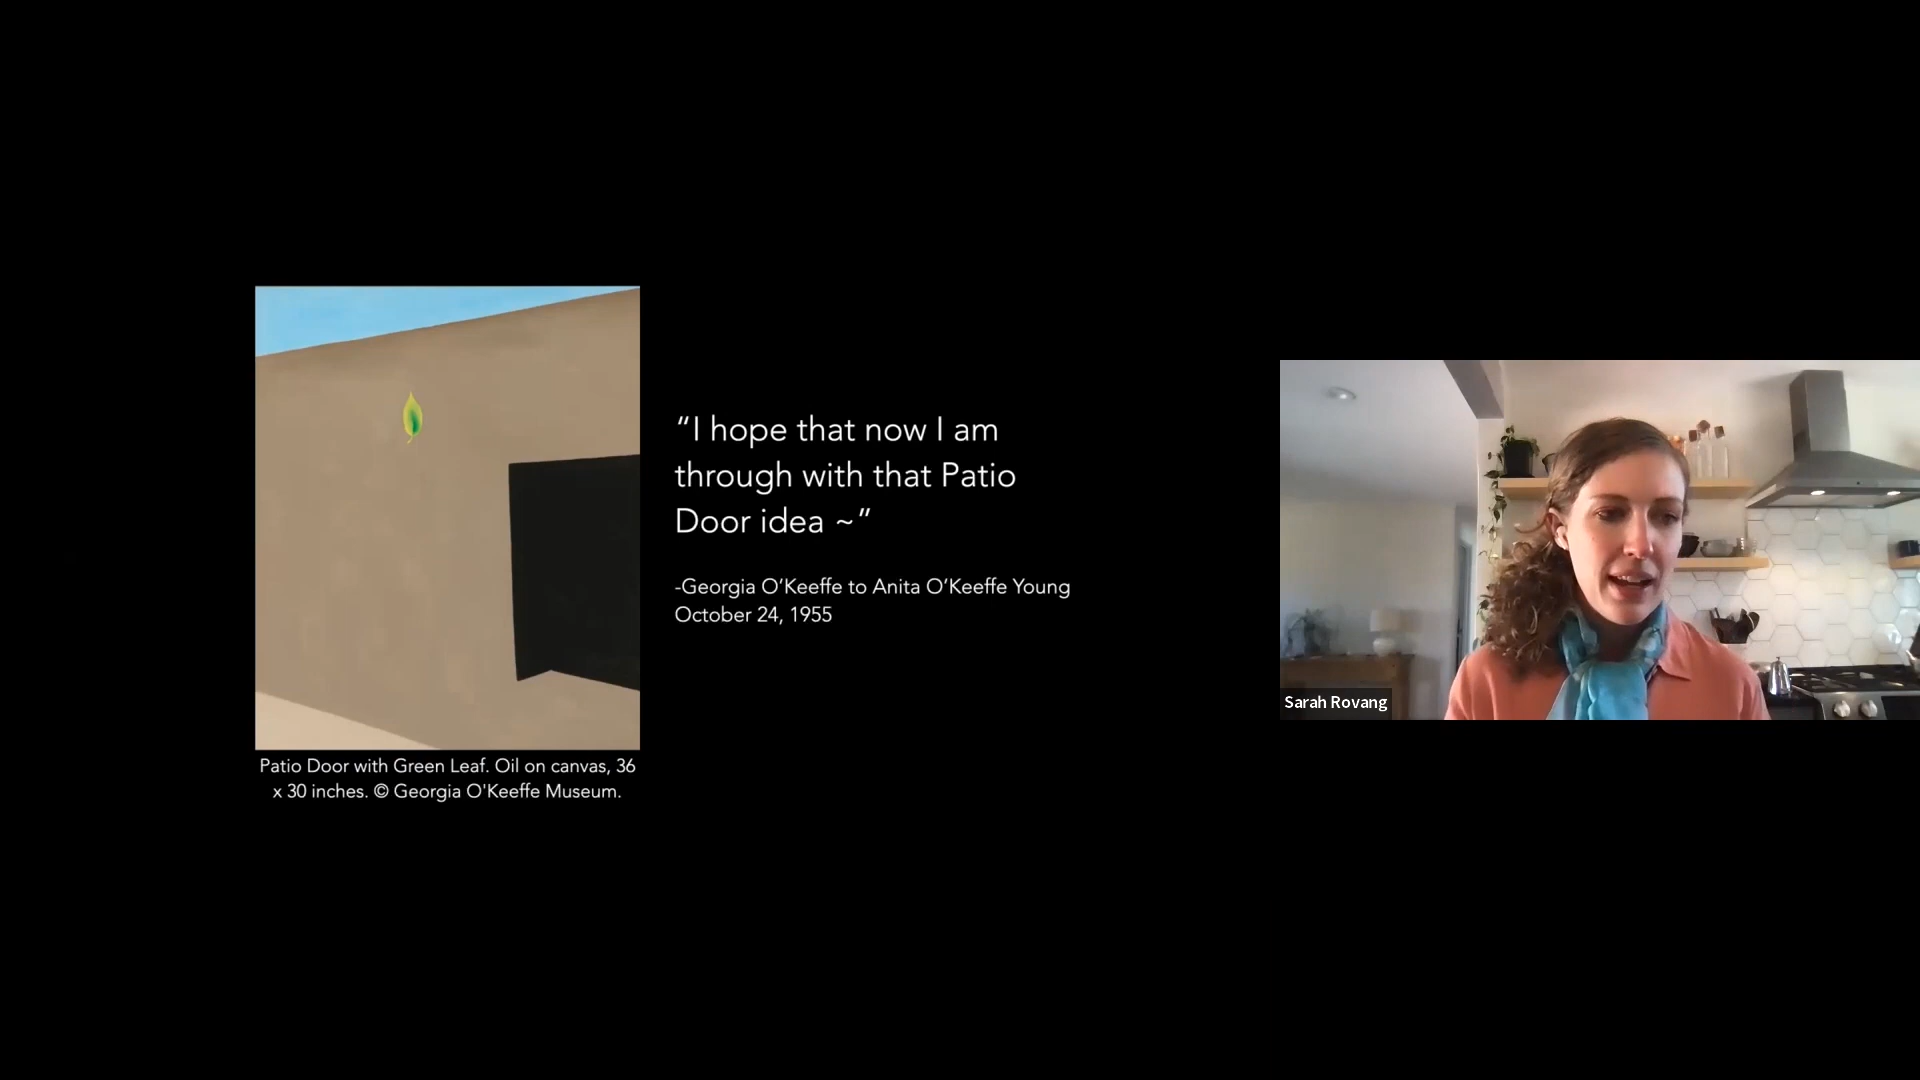 “I hope that now I am
through with that Patio
Door idea ~”
-Georgia O’Keeffe to Anita O’Keeffe Young
October 24, 1955
Patio Door with Green Leaf. Oil on canvas, 36
x 30 inches. © Georgia O'Keeffe Museum.
Sarah Rovang